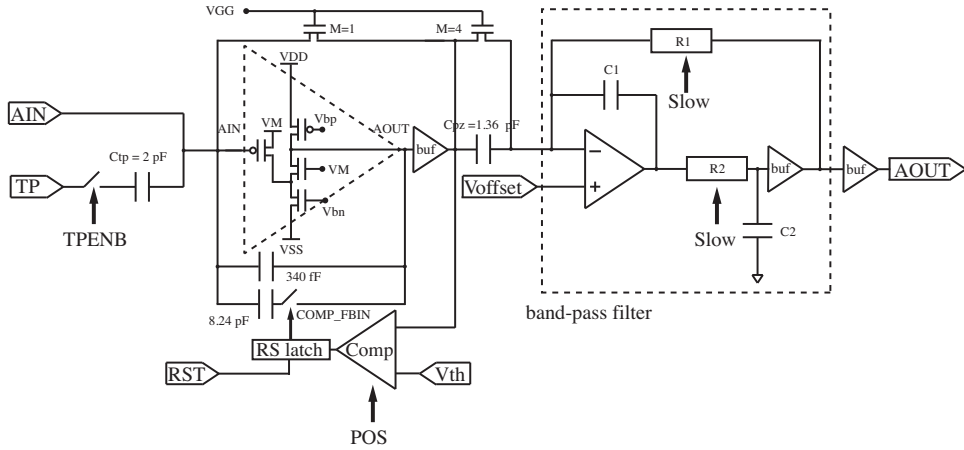 VGG
M=1
M=4
R1
C1
Slow
VDD
Vbp
AIN
AIN
VM
AOUT
buf
Cpz =1.36 pF
Ctp = 2 pF
VM
TP
Vbn
Voffset
R2
buf
buf
AOUT
TPENB
VSS
Slow
C2
340 fF
8.24 pF
COMP_FBIN
band-pass filter
RS latch
Comp
RST
Vth
POS